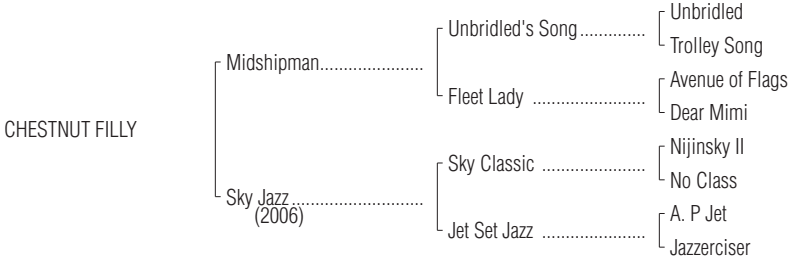 Unbridled
Unbridled's Song..............
Trolley Song
Midshipman.......................
Avenue of Flags
Fleet Lady .........................
Dear Mimi
CHESTNUT FILLY
Nijinsky II
Sky Classic .......................
No Class
Sky Jazz.............................
(2006)
A. P Jet
Jet Set Jazz .......................
Jazzerciser